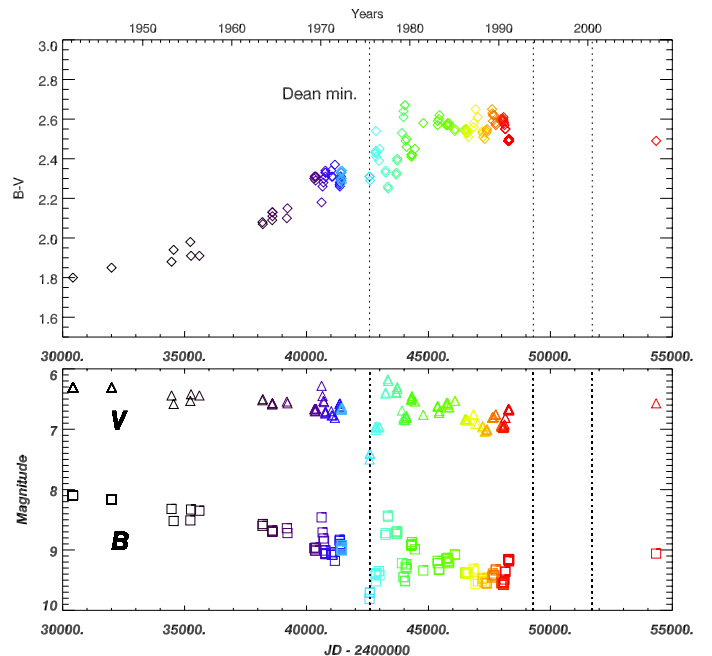 Years
1950 1960 1970 1980 1990 2000
3.0
2.8
2.6
2.4
2.2
2.0
1.8
1.6
B-V
Dean min.
30000. 35000. 40000. 45000. 50000. 55000.
6
7
8
9
10
Magnitude
V
B
30000. 35000. 40000. 45000. 50000. 55000.
JD - 2400000